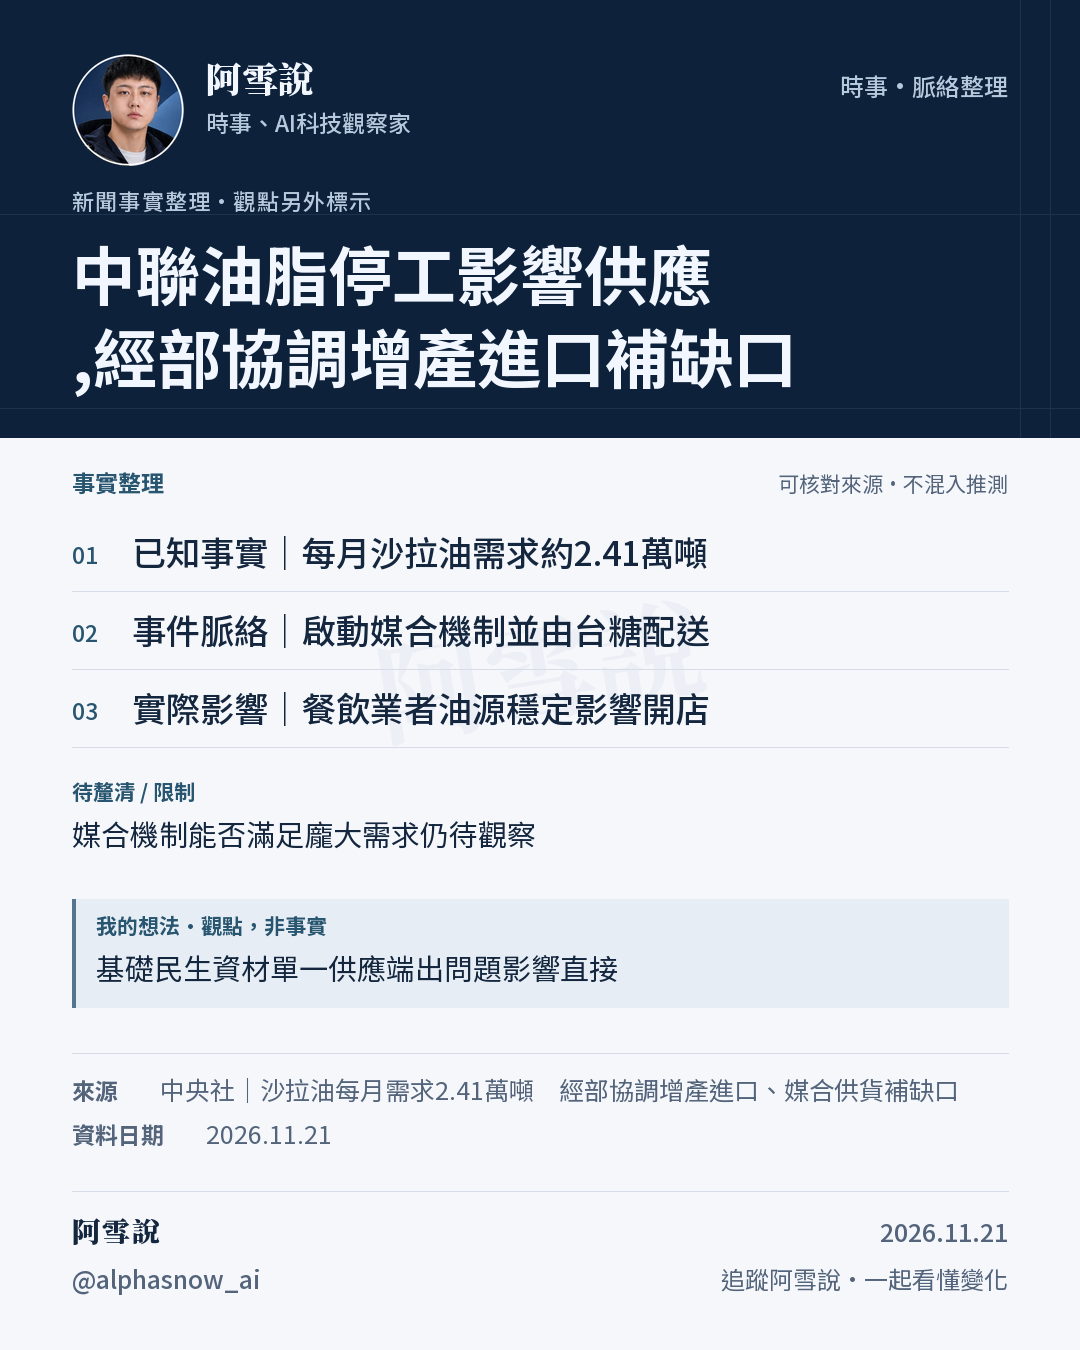 阿雪說
時事、AI科技觀察家
時事・脈絡整理
新聞事實整理・觀點另外標示
中聯油脂停工影響供應
,經部協調增產進口補缺口
事實整理
可核對來源・不混入推測
01 已知事實｜每月沙拉油需求約2.41萬噸
02 事件脈絡｜啟動媒合機制並由台糖配送
03 實際影響｜餐飲業者油源穩定影響開店
阿雪說
待釐清 / 限制
媒合機制能否滿足龐大需求仍待觀察
我的想法・觀點，非事實
基礎民生資材單一供應端出問題影響直接
來源 中央社｜沙拉油每月需求2.41萬噸 經部協調增產進口、媒合供貨補缺口
資料日期 2026.11.21
阿雪說
2026.11.21
@alphasnow_ai
追蹤阿雪說・一起看懂變化